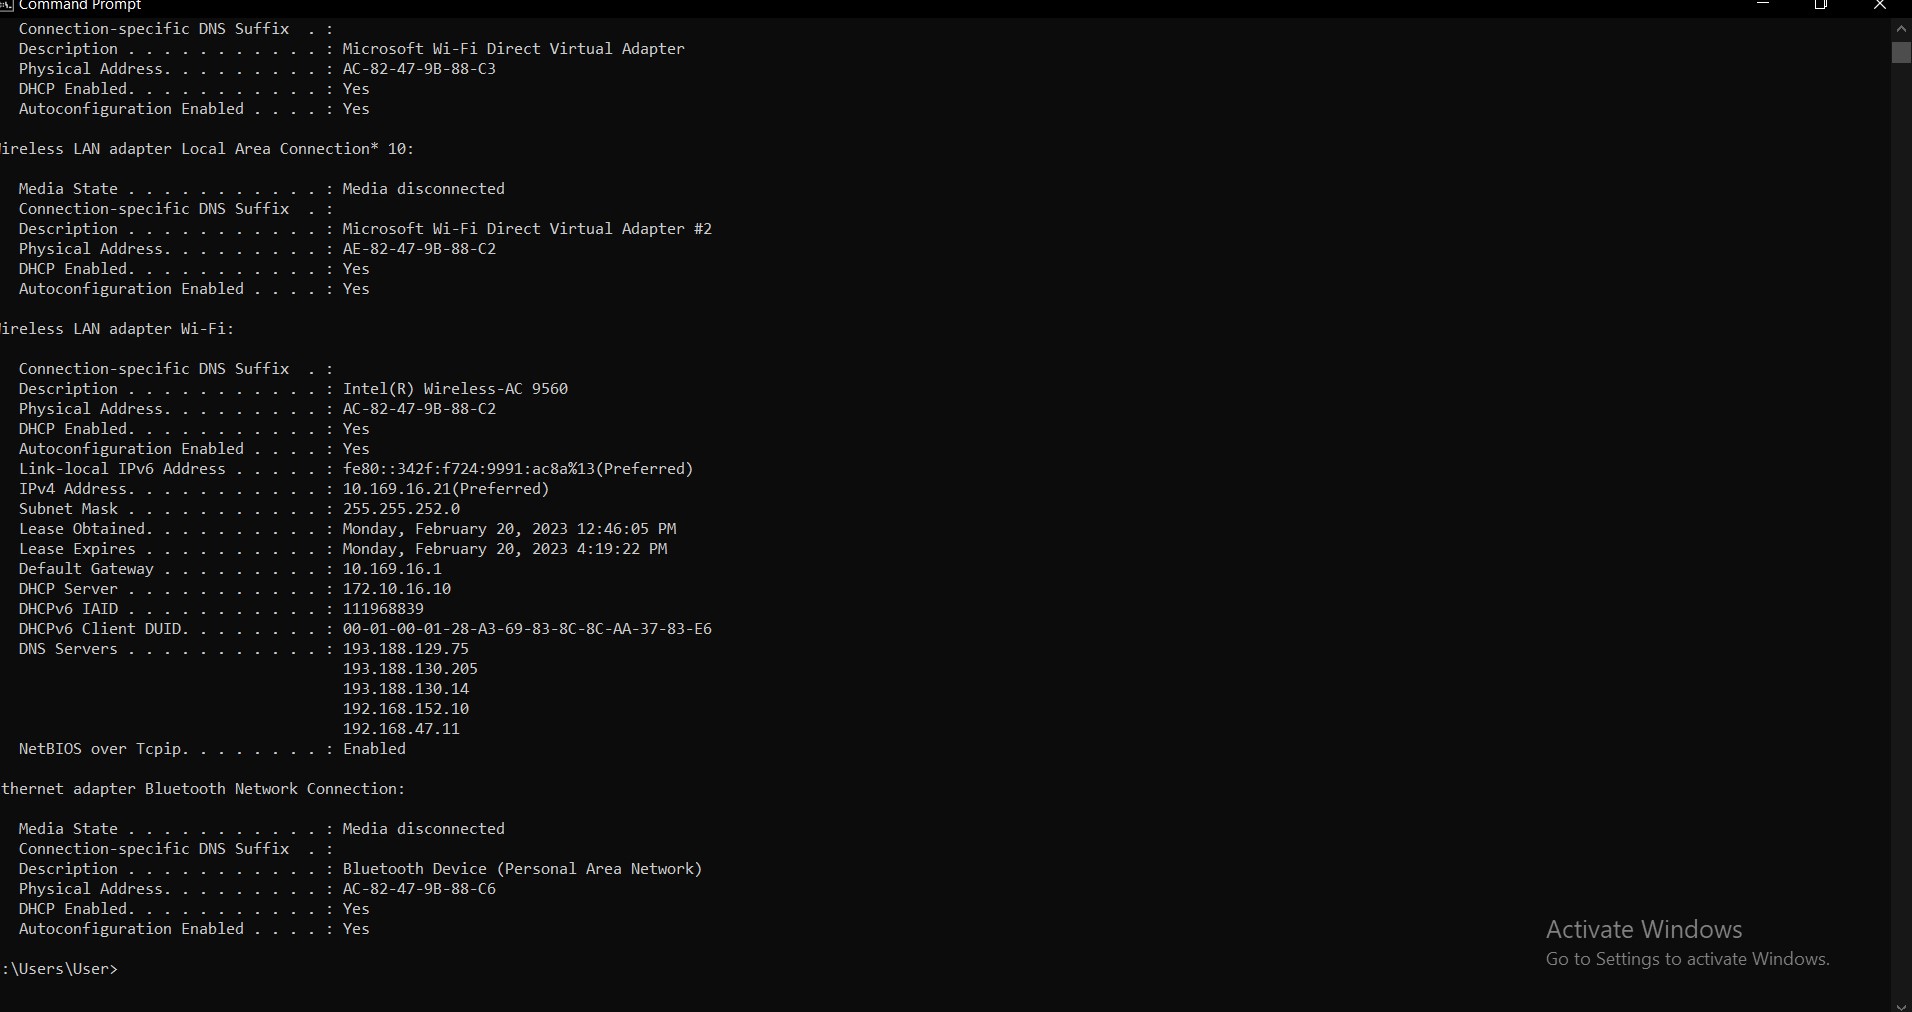 Command Prompt
Connection-specific DNS Suffix  . :
Description . . . . . . . . . . . : Microsoft Wi-Fi Direct Virtual Adapter
Physical Address. . . . . . . . . : AC-82-47-9B-88-C3
DHCP Enabled. . . . . . . . . . . : Yes
Autoconfiguration Enabled . . . . : Yes
ireless LAN adapter Local Area Connection* 10:
Media State . . . . . . . . . . . : Media disconnected
Connection-specific DNS Suffix  . :
Description . . . . . . . . . . . : Microsoft Wi-Fi Direct Virtual Adapter #2
Physical Address. . . . . . . . . : AE-82-47-9B-88-C2
DHCP Enabled. . . . . . . . . . . : Yes
Autoconfiguration Enabled . . . . : Yes
ireless LAN adapter Wi-Fi:
Connection-specific DNS Suffix  . :
Description . . . . . . . . . . . : Intel(R) Wireless-AC 9560
Physical Address. . . . . . . . . : AC-82-47-9B-88-C2
DHCP Enabled. . . . . . . . . . . : Yes
Autoconfiguration Enabled . . . . : Yes
Link-local IPv6 Address . . . . . : fe80::342f:f724:9991:ac8a%13(Preferred)
IPv4 Address. . . . . . . . . . . : 10.169.16.21(Preferred)
Subnet Mask . . . . . . . . . . . : 255.255.252.0
Lease Obtained. . . . . . . . . . : Monday, February 20, 2023 12:46:05 PM
Lease Expires . . . . . . . . . . : Monday, February 20, 2023 4:19:22 PM
Default Gateway . . . . . . . . . : 10.169.16.1
DHCP Server . . . . . . . . . . . : 172.10.16.10
DHCPv6 IAID . . . . . . . . . . . : 111968839
DHCPv6 Client DUID. . . . . . . . : 00-01-00-01-28-A3-69-83-8C-8C-AA-37-83-E6
DNS Servers . . . . . . . . . . . : 193.188.129.75
193.188.130.205
193.188.130.14
192.168.152.10
192.168.47.11
NetBIOS over Tcpip. . . . . . . . : Enabled
thernet adapter Bluetooth Network Connection:
Media State . . . . . . . . . . . : Media disconnected
Connection-specific DNS Suffix  . :
Description . . . . . . . . . . . : Bluetooth Device (Personal Area Network)
Physical Address. . . . . . . . . : AC-82-47-9B-88-C6
DHCP Enabled. . . . . . . . . . . : Yes
Autoconfiguration Enabled . . . . : Yes
:\Users\User>
Activate Windows
Go to Settings to activate Windows.